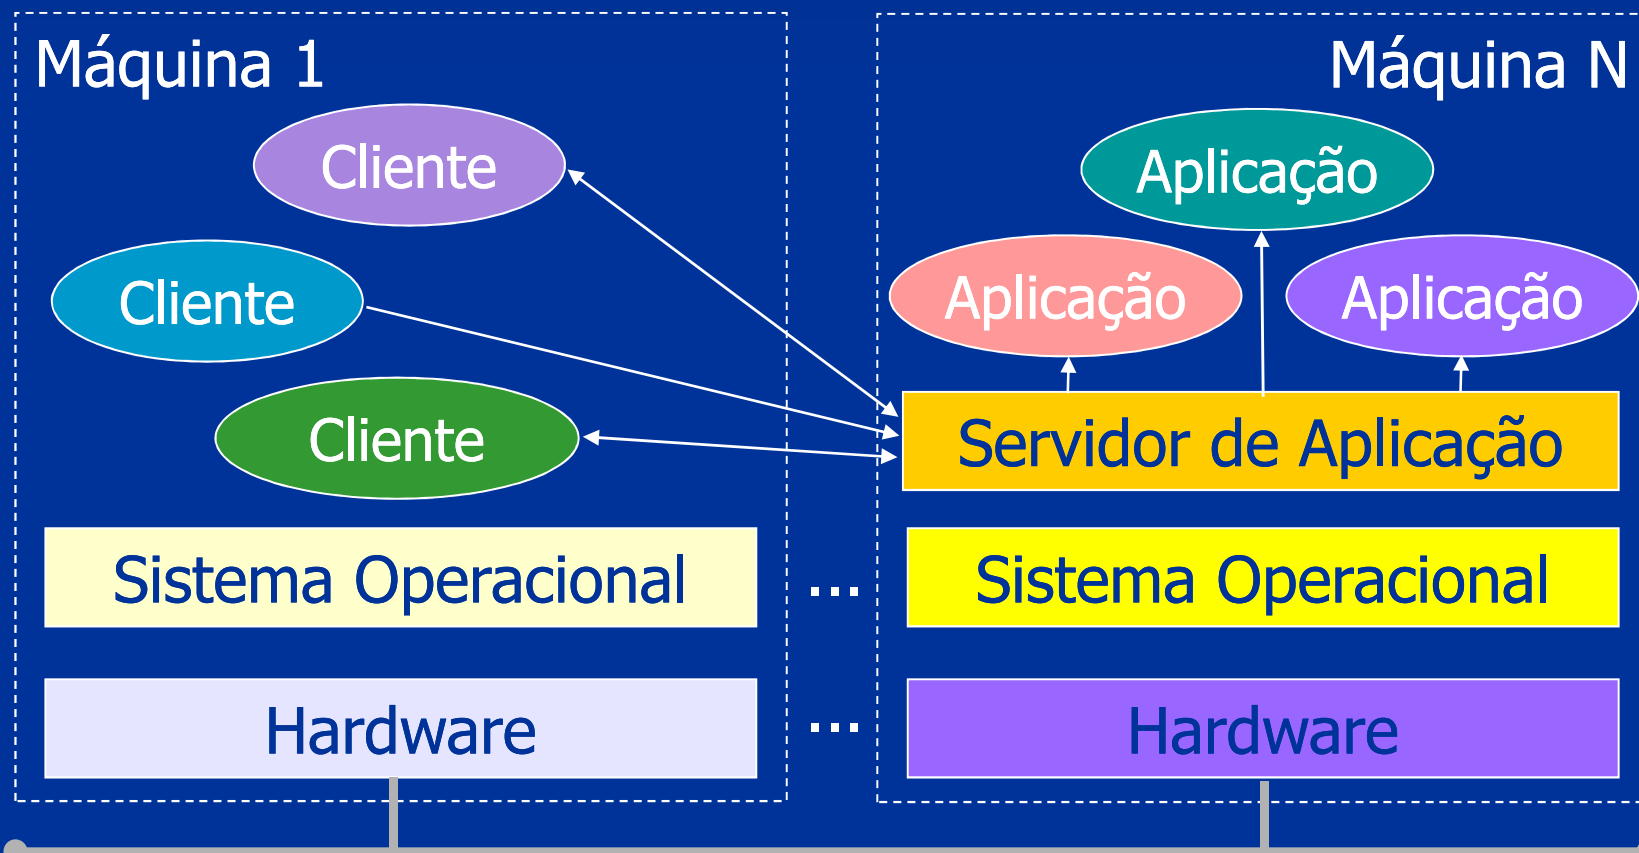 Máquina 1
Cliente
Cliente
Cliente
Sistema Operacional
Hardware
...
...
Máquina N
Aplicação
Aplicação
Aplicação
Servidor de Aplicação
Sistema Operacional
Hardware